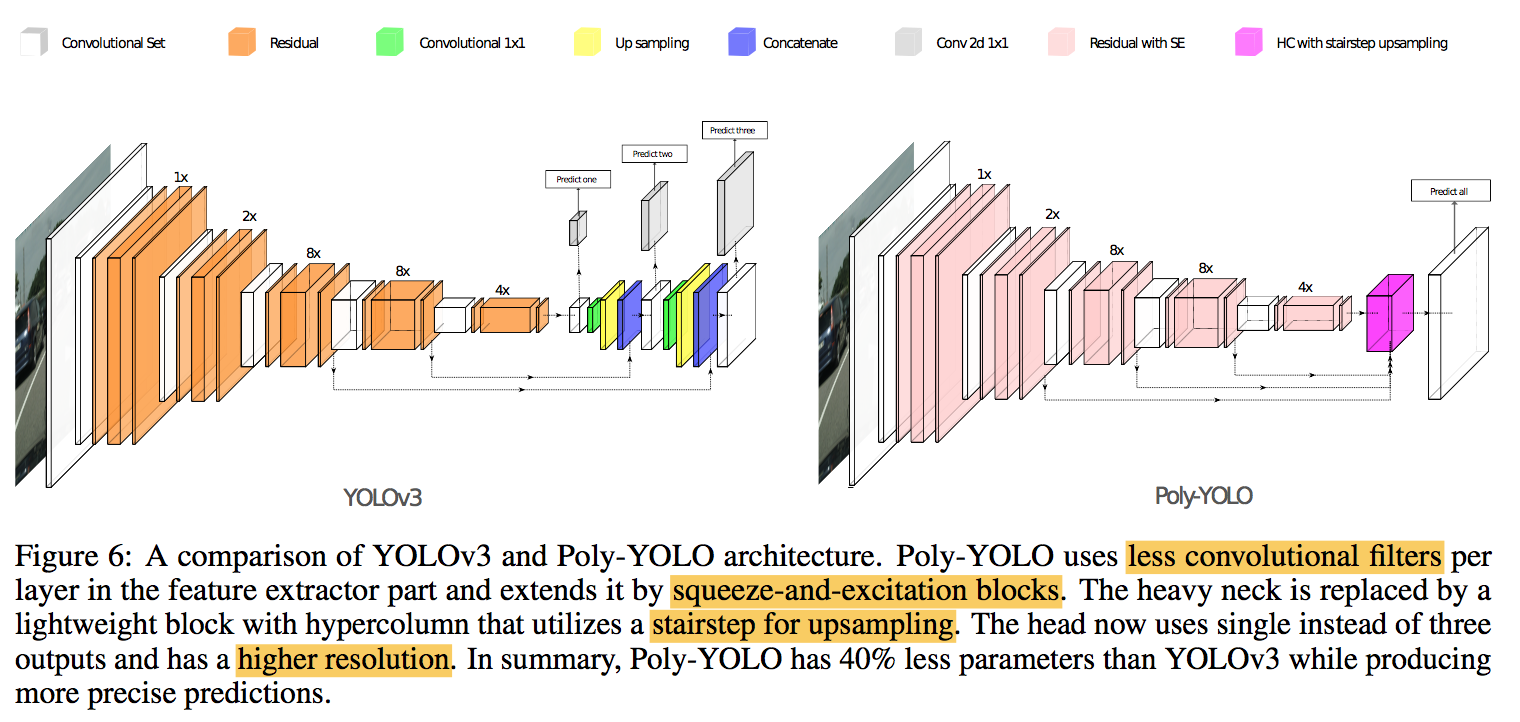 Convolutional Set
Residual
Convolutional 1x1
Up sampling
Concatenate
Conv 2d 1x1
Residual with SE
HC with stairstep upsampling
1x
2x
8x
8x
4x
Predict one
Predict two
Predict three
YOLOv3
1x
2x
8x
8x
4x
Predict all
Poly-YOLO
Figure 6: A comparison of YOLOv3 and Poly-YOLO architecture. Poly-YOLO uses less convolutional filters per
layer in the feature extractor part and extends it by squeeze-and-excitation blocks. The heavy neck is replaced by a
lightweight block with hypercolumn that utilizes a stairstep for upsampling. The head now uses single instead of three
outputs and has a higher resolution. In summary, Poly-YOLO has 40% less parameters than YOLOv3 while producing
more precise predictions.